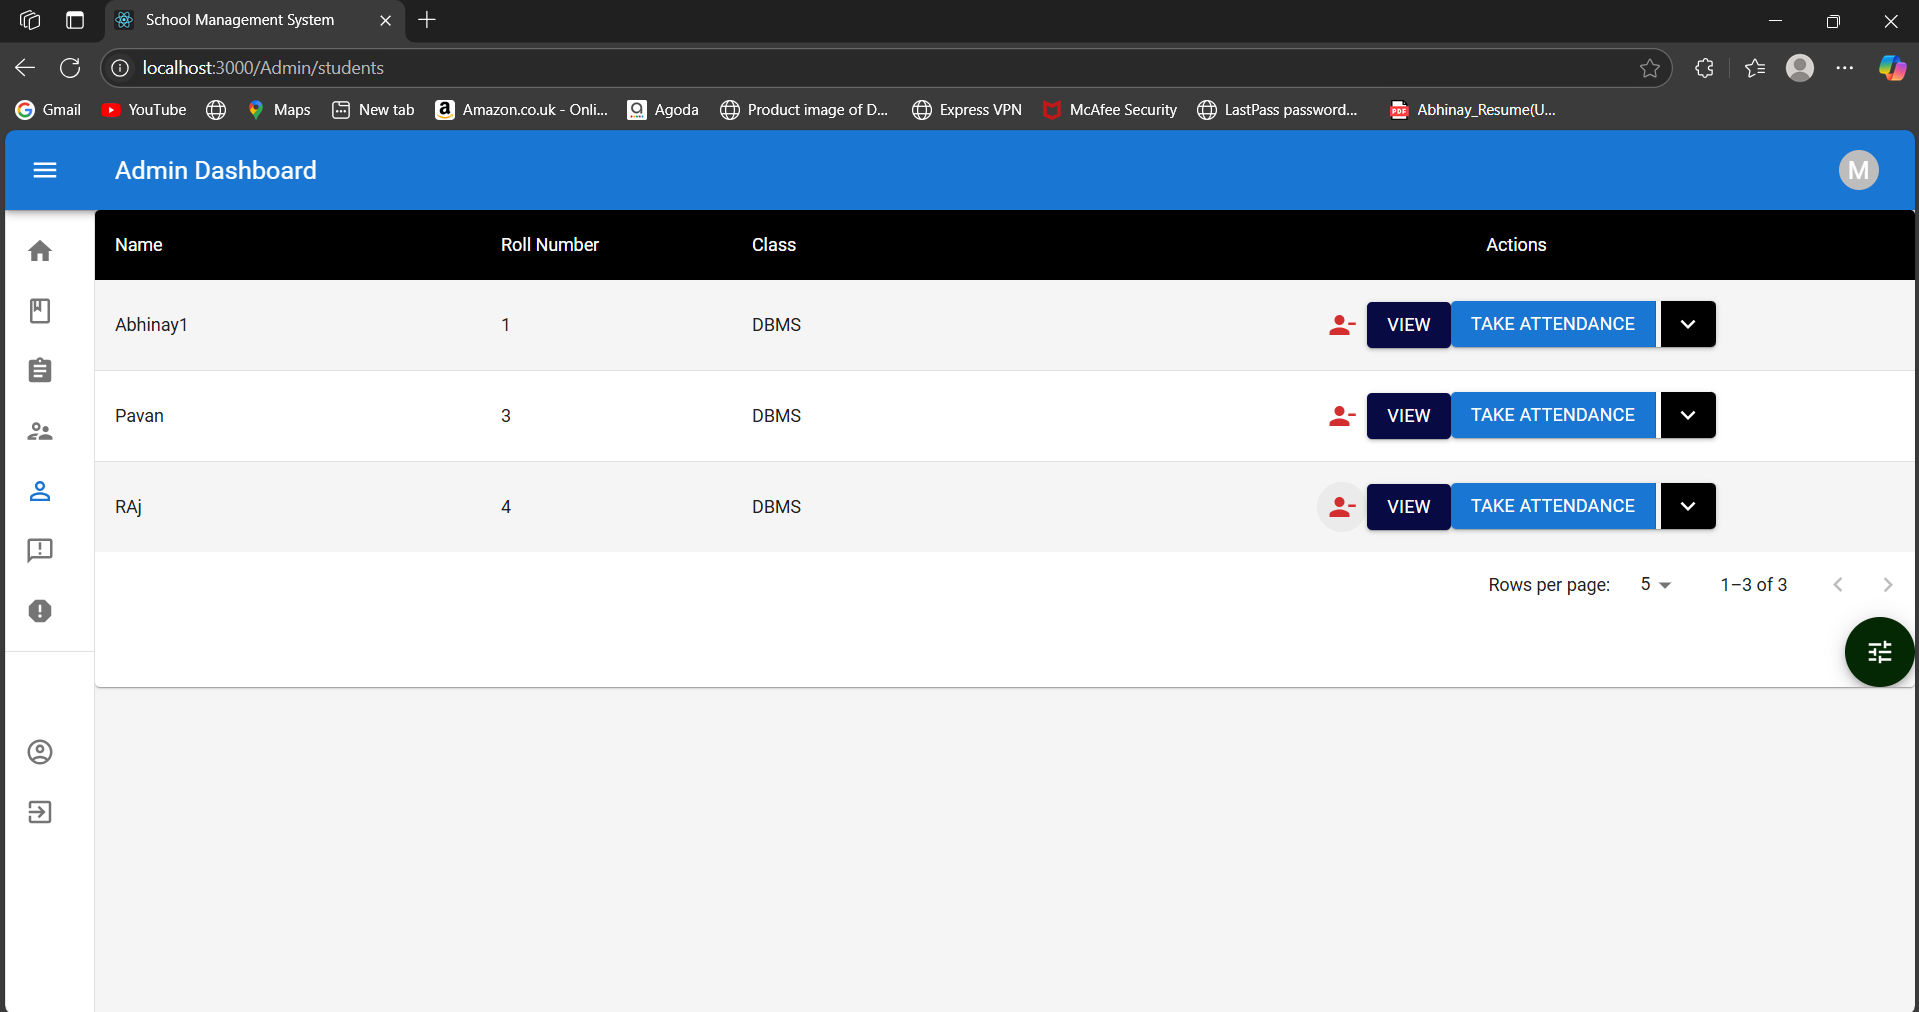 School Management System
localhost:3000/Admin/students
Gmail YouTube Maps New tab Amazon.co.uk - Onli... Agoda Product image of D... Express VPN McAfee Security LastPass password... Abhinay_Resume(U...
Admin Dashboard M
Name Roll Number Class Actions
Abhinay1 1 DBMS VIEW TAKE ATTENDANCE
Pavan 3 DBMS VIEW TAKE ATTENDANCE
RAj 4 DBMS VIEW TAKE ATTENDANCE
Rows per page: 5 1–3 of 3